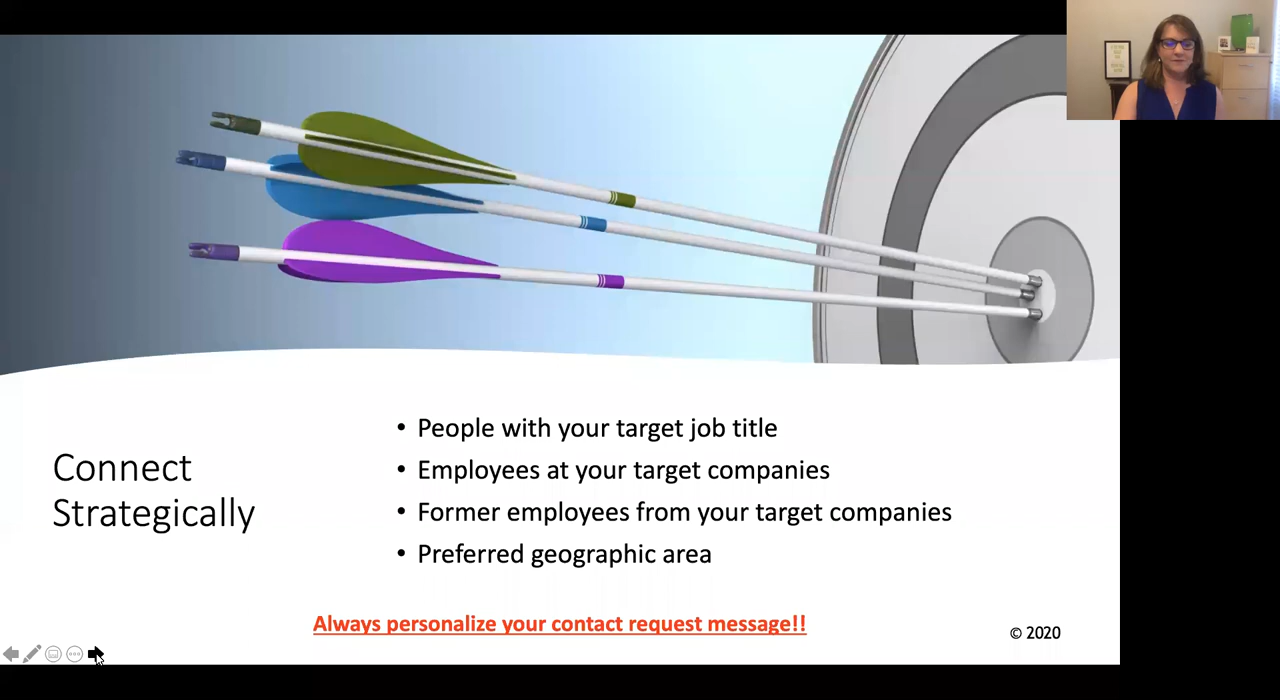 Connect
Strategically
• People with your target job title
• Employees at your target companies
• Former employees from your target companies
• Preferred geographic area
Always personalize your contact request message!!
© 2020